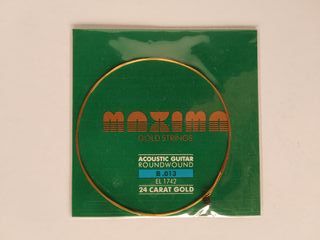 MAXIMA
GOLD STRINGS
ACOUSTIC GUITAR
ROUNDWOUND
B .013
EL 1742
24 CARAT GOLD